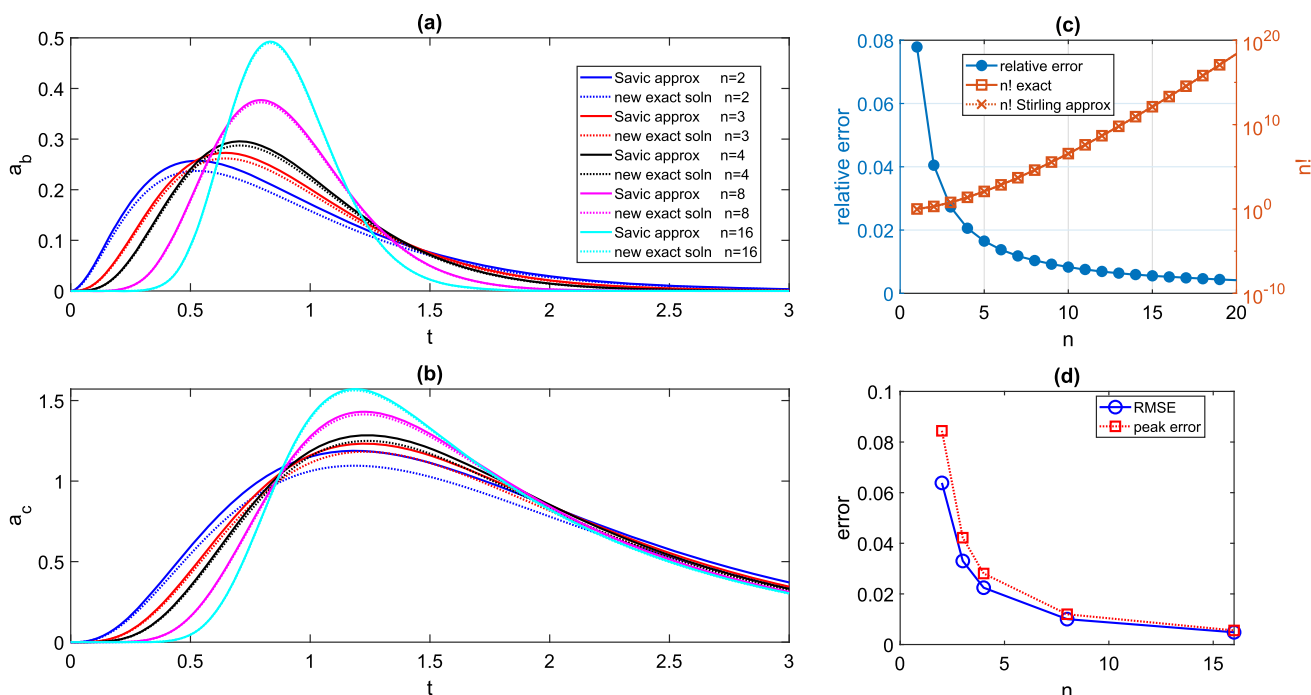 (a)
0.5
0.4
0.3
0.2
0.1
0
a_b
Savic approx n=2
new exact soln n=2
Savic approx n=3
new exact soln n=3
Savic approx n=4
new exact soln n=4
Savic approx n=8
new exact soln n=8
Savic approx n=16
new exact soln n=16
0 0.5 1 1.5 2 2.5 3
t
(c)
0.08
0.06
0.04
0.02
0
relative error
relative error
n! exact
n! Stirling approx
10^20
10^10
10^0
10^-10
n!
0 5 10 15 20
n
(b)
1.5
1
0.5
0
a_c
0 0.5 1 1.5 2 2.5 3
t
(d)
0.1
0.08
0.06
0.04
0.02
0
error
RMSE
peak error
0 5 10 15
n